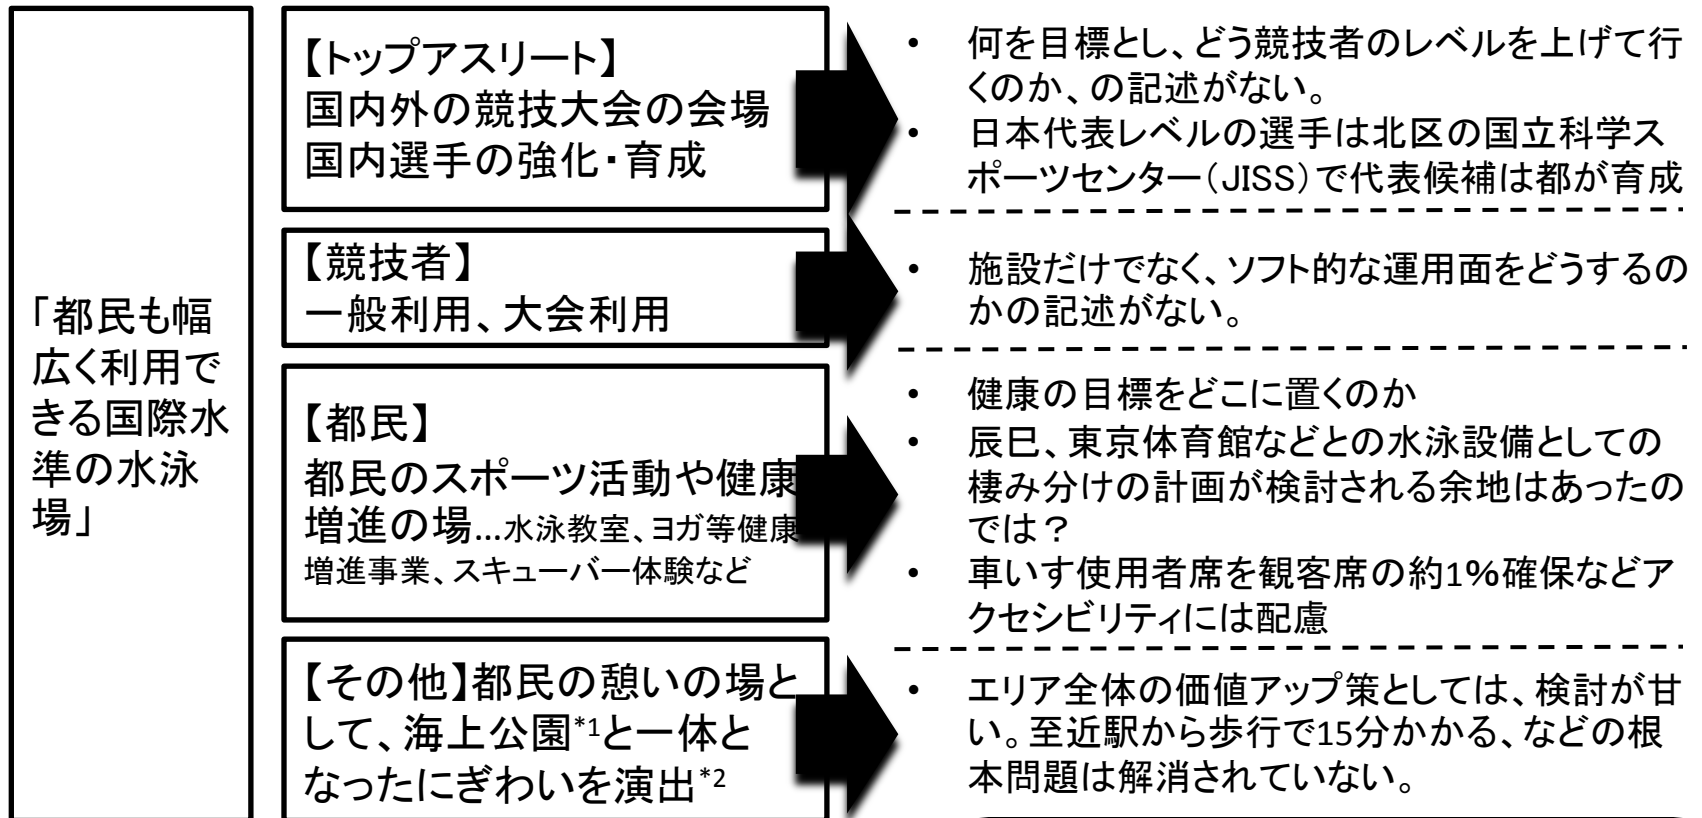 「都民も幅
広く利用で
きる国際水
準の水泳
場」
【トップアスリート】
国内外の競技大会の会場
国内選手の強化・育成
• 何を目標とし、どう競技者のレベルを上げて行
くのか、の記述がない。
• 日本代表レベルの選手は北区の国立科学ス
ポーツセンター（JISS）で代表候補は都が育成
【競技者】
一般利用、大会利用
• 施設だけでなく、ソフト的な運用面をどうするの
かの記述がない。
【都民】
都民のスポーツ活動や健康
増進の場…水泳教室、ヨガ等健康
増進事業、スキューバー体験など
• 健康の目標をどこに置くのか
• 辰巳、東京体育館などとの水泳設備としての
棲み分けの計画が検討される余地はあったの
では？
• 車いす使用者席を観客席の約1％確保などア
クセシビリティには配慮
【その他】都民の憩いの場と
して、海上公園*1と一体と
なったにぎわいを演出*2
• エリア全体の価値アップ策としては、検討が甘
い。至近駅から歩行で15分かかる、などの根
本問題は解消されていない。